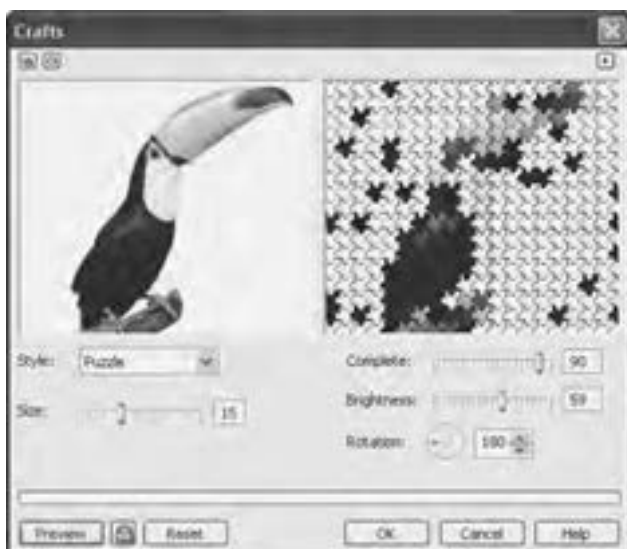 Crafts
Style: Puzzle
Complete: 90
Size: 15
Brightness: 59
Rotation: 180
Preview Reset OK Cancel Help